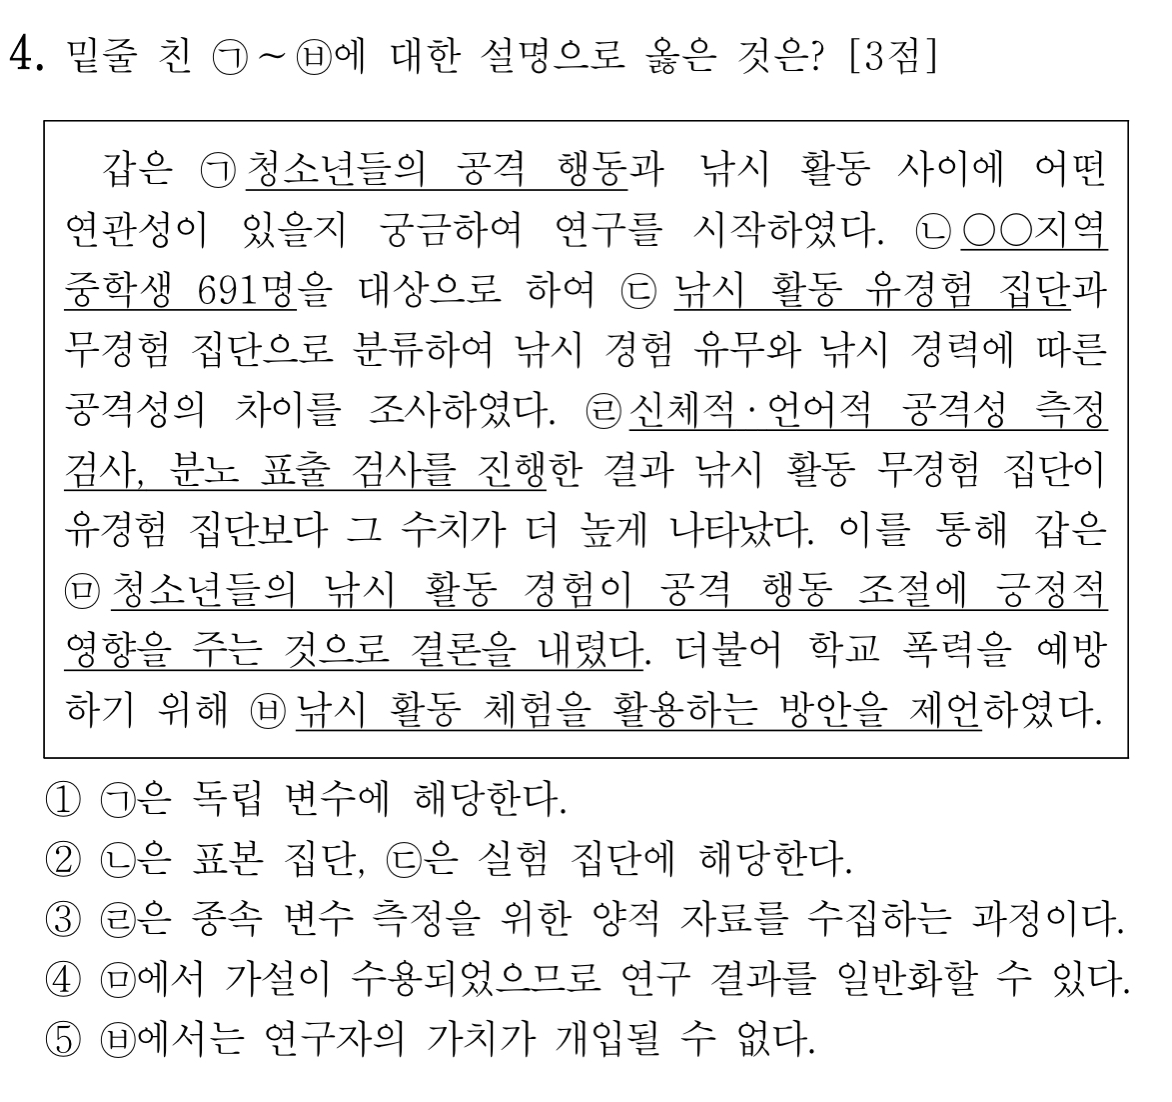 4. 밑줄 친 ㉠~㉥에 대한 설명으로 옳은 것은? [3점]
갑은 ㉠ 청소년들의 공격 행동과 낚시 활동 사이에 어떤
연관성이 있을지 궁금하여 연구를 시작하였다. ㉡ ○○지역
중학생 691명을 대상으로 하여 ㉢ 낚시 활동 유경험 집단과
무경험 집단으로 분류하여 낚시 경험 유무와 낚시 경력에 따른
공격성의 차이를 조사하였다. ㉣ 신체적·언어적 공격성 측정
검사, 분노 표출 검사를 진행한 결과 낚시 활동 무경험 집단이
유경험 집단보다 그 수치가 더 높게 나타났다. 이를 통해 갑은
㉤ 청소년들의 낚시 활동 경험이 공격 행동 조절에 긍정적
영향을 주는 것으로 결론을 내렸다. 더불어 학교 폭력을 예방
하기 위해 ㉥ 낚시 활동 체험을 활용하는 방안을 제언하였다.
① ㉠은 독립 변수에 해당한다.
② ㉡은 표본 집단, ㉢은 실험 집단에 해당한다.
③ ㉣은 종속 변수 측정을 위한 양적 자료를 수집하는 과정이다.
④ ㉤에서 가설이 수용되었으므로 연구 결과를 일반화할 수 있다.
⑤ ㉥에서는 연구자의 가치가 개입될 수 없다.